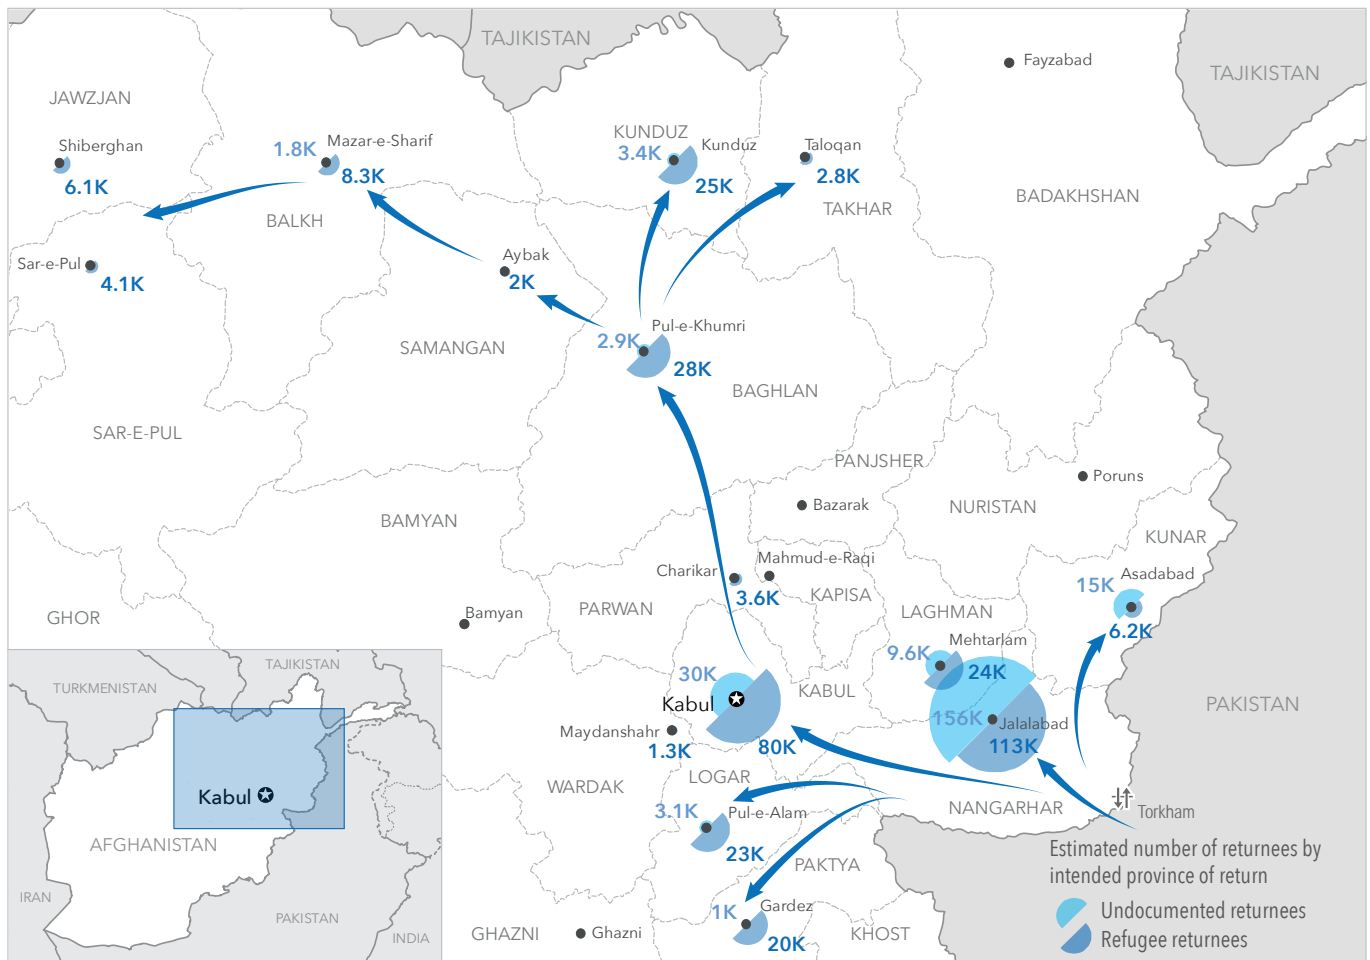 TAJIKISTAN
Fayzabad
TAJIKISTAN
JAWZJAN
Shiberghan
6.1K
1.8K
Mazar-e-Sharif
8.3K
KUNDUZ
3.4K
Kunduz
25K
Taloqan
2.8K
TAKHAR
BADAKHSHAN
BALKH
Sar-e-Pul
4.1K
Aybak
2K
SAMANGAN
Pul-e-Khumri
2.9K
28K
BAGHLAN
SAR-E-PUL
PANJSHER
Poruns
BAMYAN
Bazarak
NURISTAN
KUNAR
Charikar
3.6K
Mahmud-e-Raqi
Asadabad
15K
6.2K
GHOR
Bamyan
PARWAN
KAPISA
LAGHMAN
Mehtarlam
9.6K
24K
30K
Kabul
80K
KABUL
156K
Jalalabad
113K
PAKISTAN
Maydanshahr
1.3K
WARDAK
LOGAR
3.1K
Pul-e-Alam
23K
NANGARHAR
Torkham
PAKTYA
1K
Gardez
20K
GHAZNI
Ghazni
KHOST
TAJIKISTAN
TURKMENISTAN
Kabul
AFGHANISTAN
IRAN
PAKISTAN
INDIA
Estimated number of returnees by
intended province of return
Undocumented returnees
Refugee returnees